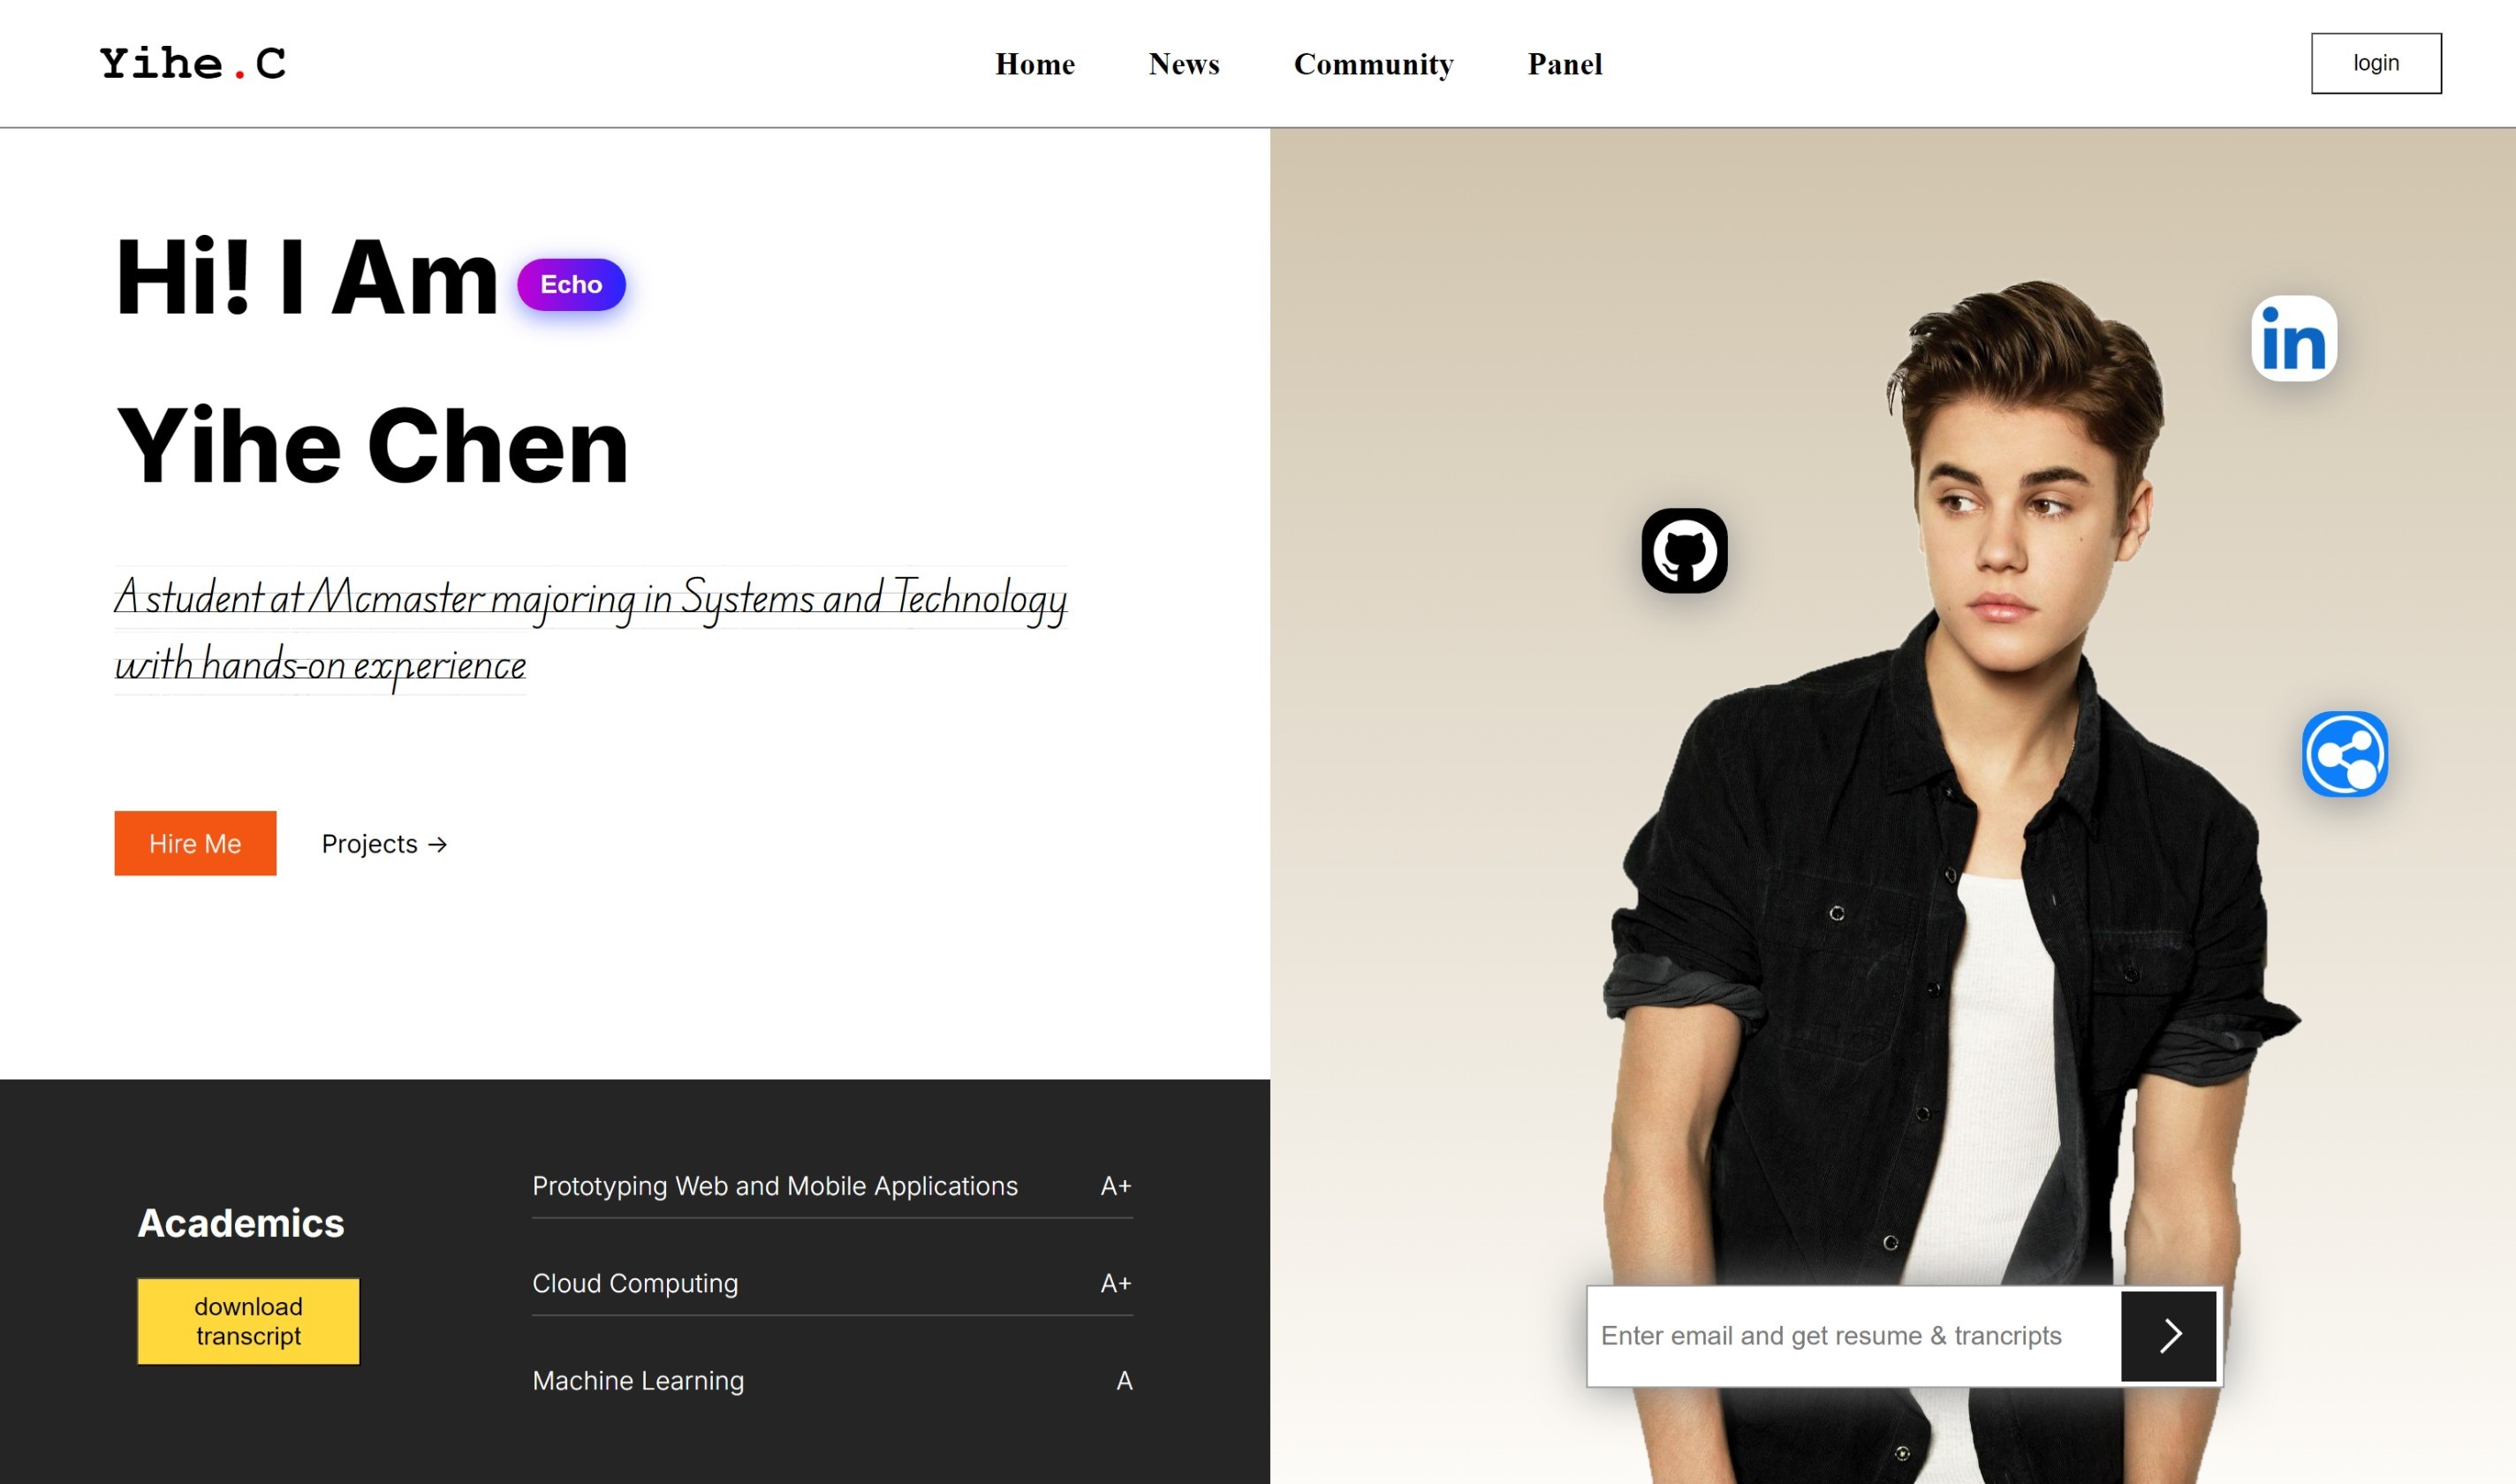 Yihe.C
Home News Community Panel
login
Hi! I Am Echo
Yihe Chen
A student at Mcmaster majoring in Systems and Technology
with hands-on experience
Hire Me Projects →
Academics
download
transcript
Prototyping Web and Mobile Applications A+
Cloud Computing A+
Machine Learning A
in
Enter email and get resume & trancripts